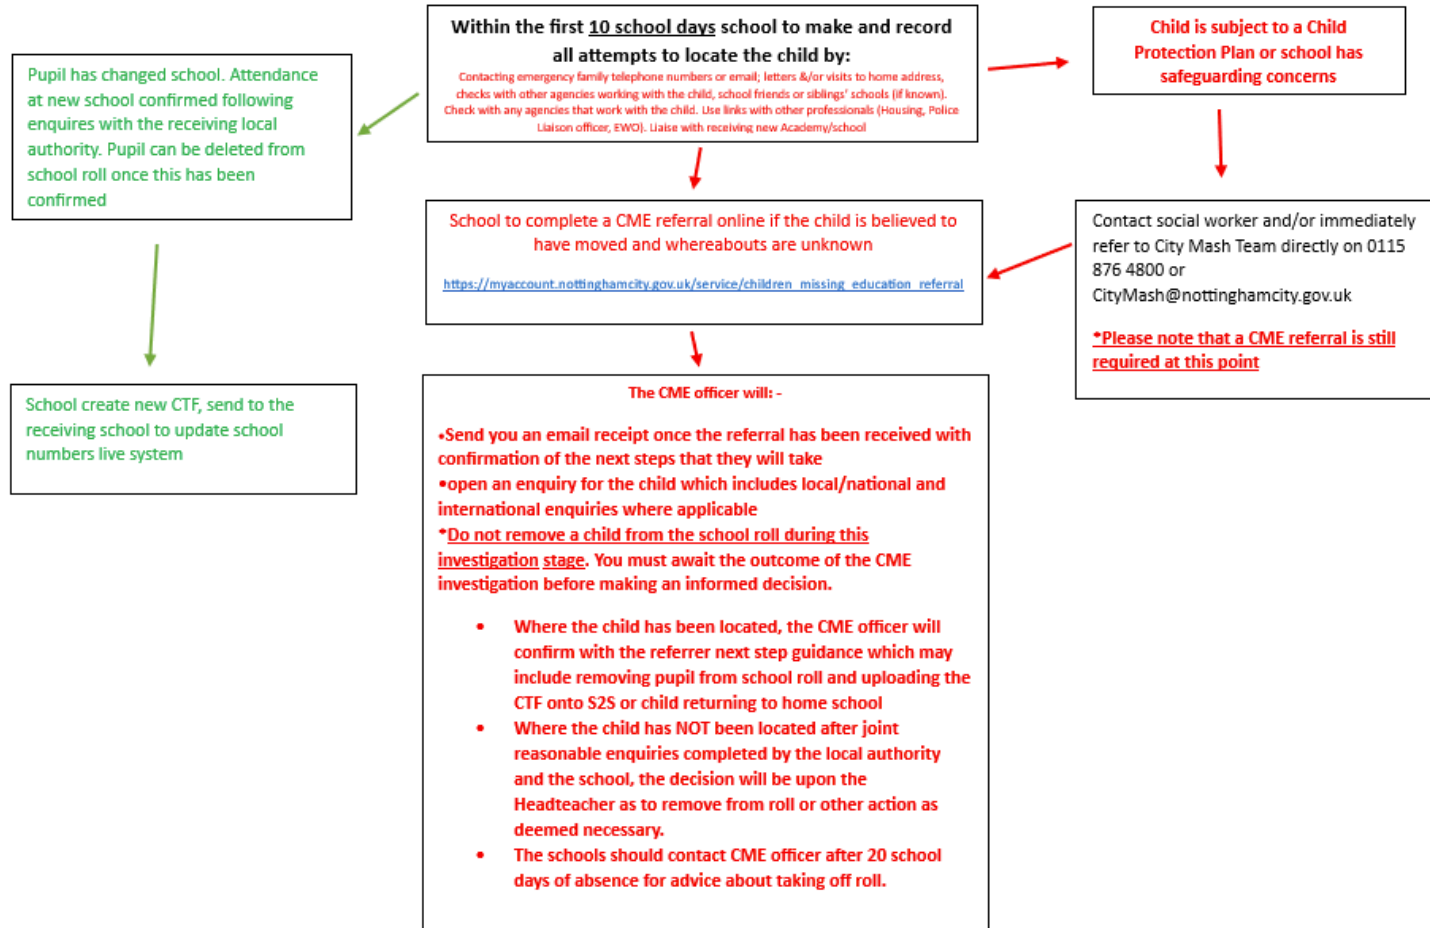 Within the first 10 school days school to make and record
all attempts to locate the child by:
Contacting emergency family telephone numbers or email; letters &/or visits to home address,
checks with other agencies working with the child, school friends or siblings' schools (if known).
Check with any agencies that work with the child. Use links with other professionals (Housing, Police
Liaison officer, EWO). Liaise with receiving new Academy/school
Child is subject to a Child
Protection Plan or school has
safeguarding concerns
Pupil has changed school. Attendance
at new school confirmed following
enquires with the receiving local
authority. Pupil can be deleted from
school roll once this has been
confirmed
School to complete a CME referral online if the child is believed to
have moved and whereabouts are unknown
https://myaccount.nottinghamcity.gov.uk/service/children_missing_education_referral
Contact social worker and/or immediately
refer to City Mash Team directly on 0115
876 4800 or
CityMash@nottinghamcity.gov.uk
*Please note that a CME referral is still
required at this point
School create new CTF, send to the
receiving school to update school
numbers live system
The CME officer will: -
•Send you an email receipt once the referral has been received with
confirmation of the next steps that they will take
•open an enquiry for the child which includes local/national and
international enquiries where applicable
*Do not remove a child from the school roll during this
investigation stage. You must await the outcome of the CME
investigation before making an informed decision.
• Where the child has been located, the CME officer will
confirm with the referrer next step guidance which may
include removing pupil from school roll and uploading the
CTF onto S2S or child returning to home school
• Where the child has NOT been located after joint
reasonable enquiries completed by the local authority
and the school, the decision will be upon the
Headteacher as to remove from roll or other action as
deemed necessary.
• The schools should contact CME officer after 20 school
days of absence for advice about taking off roll.